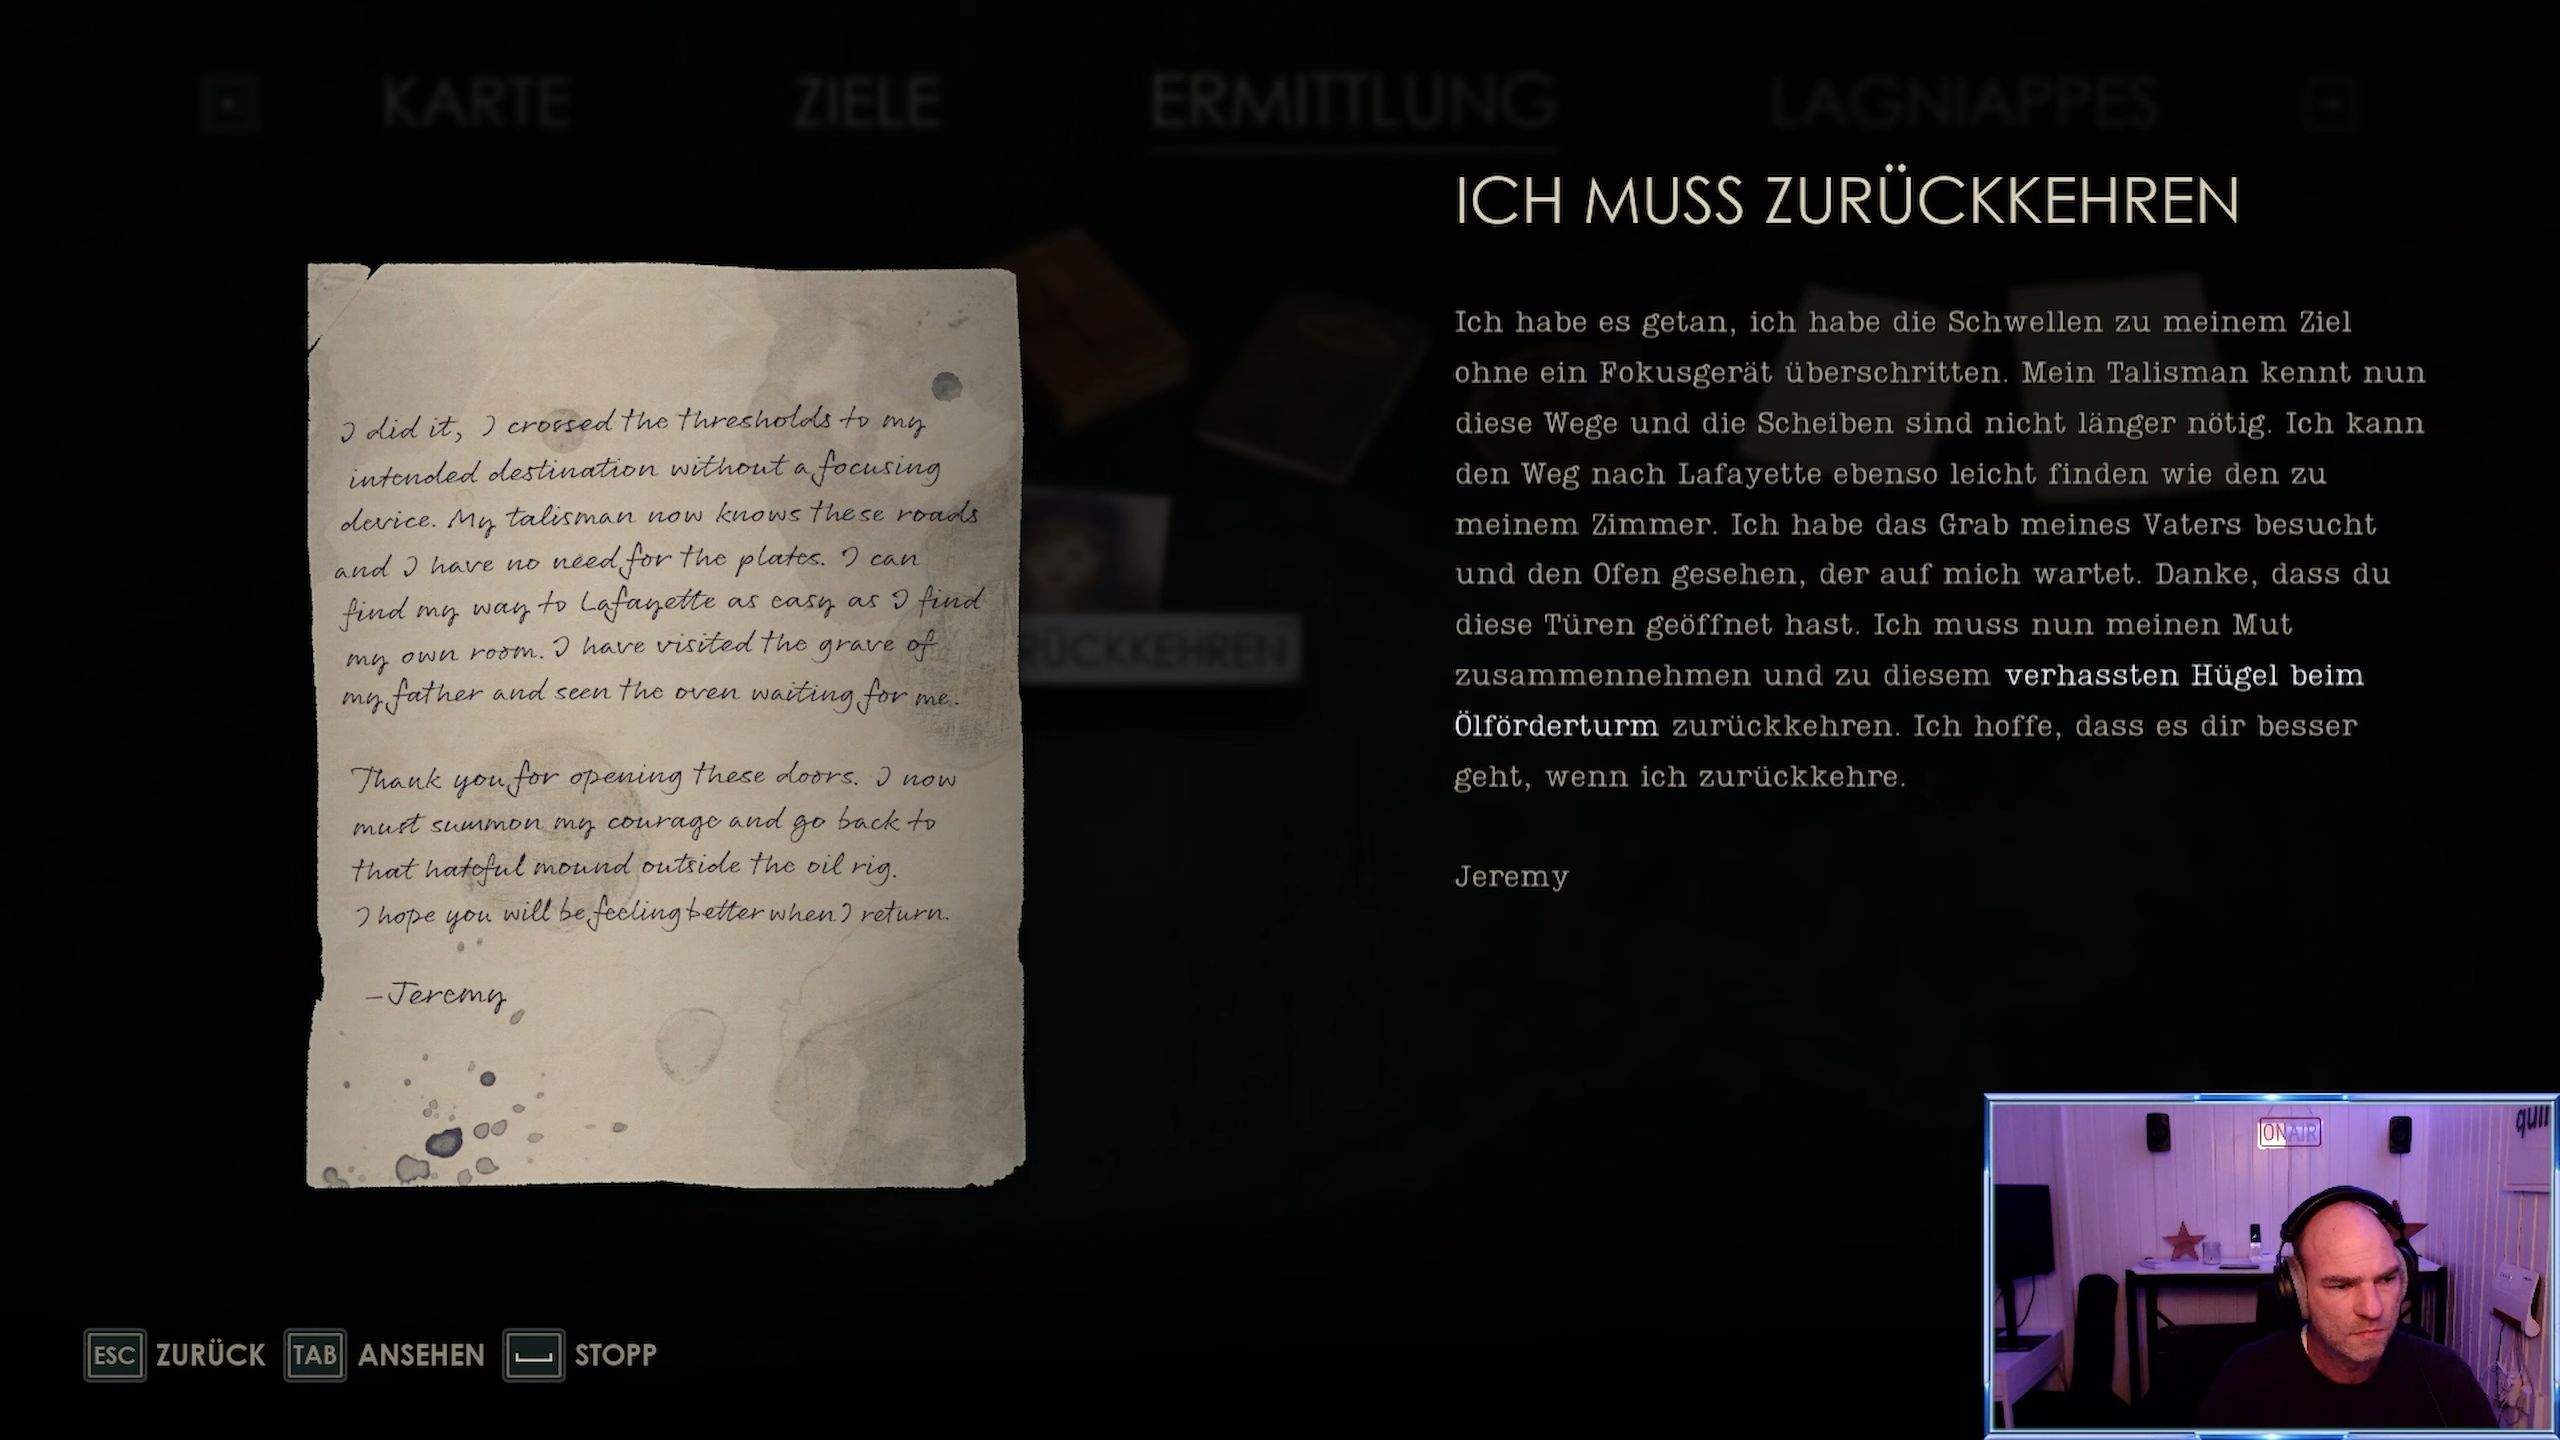 KARTE
ZIELE
ERMITTLUNG
LAGNIAPPES
I did it, I crossed the thresholds to my
intended destination without a focusing
device. My talisman now knows these roads
and I have no need for the plates. I can
find my way to Lafayette as easy as I find
my own room. I have visited the grave of
my father and seen the oven waiting for me.
Thank you for opening these doors. I now
must summon my courage and go back to
that hateful mound outside the oil rig.
I hope you will be feeling better when I return.
–Jeremy
RÜCKKEHREN
ICH MUSS ZURÜCKKEHREN
Ich habe es getan, ich habe die Schwellen zu meinem Ziel
ohne ein Fokusgerät überschritten. Mein Talisman kennt nun
diese Wege und die Scheiben sind nicht länger nötig. Ich kann
den Weg nach Lafayette ebenso leicht finden wie den zu
meinem Zimmer. Ich habe das Grab meines Vaters besucht
und den Ofen gesehen, der auf mich wartet. Danke, dass du
diese Türen geöffnet hast. Ich muss nun meinen Mut
zusammennehmen und zu diesem verhassten Hügel beim
Ölförderturm zurückkehren. Ich hoffe, dass es dir besser
geht, wenn ich zurückkehre.
Jeremy
ON AIR
ESC ZURÜCK TAB ANSEHEN STOPP